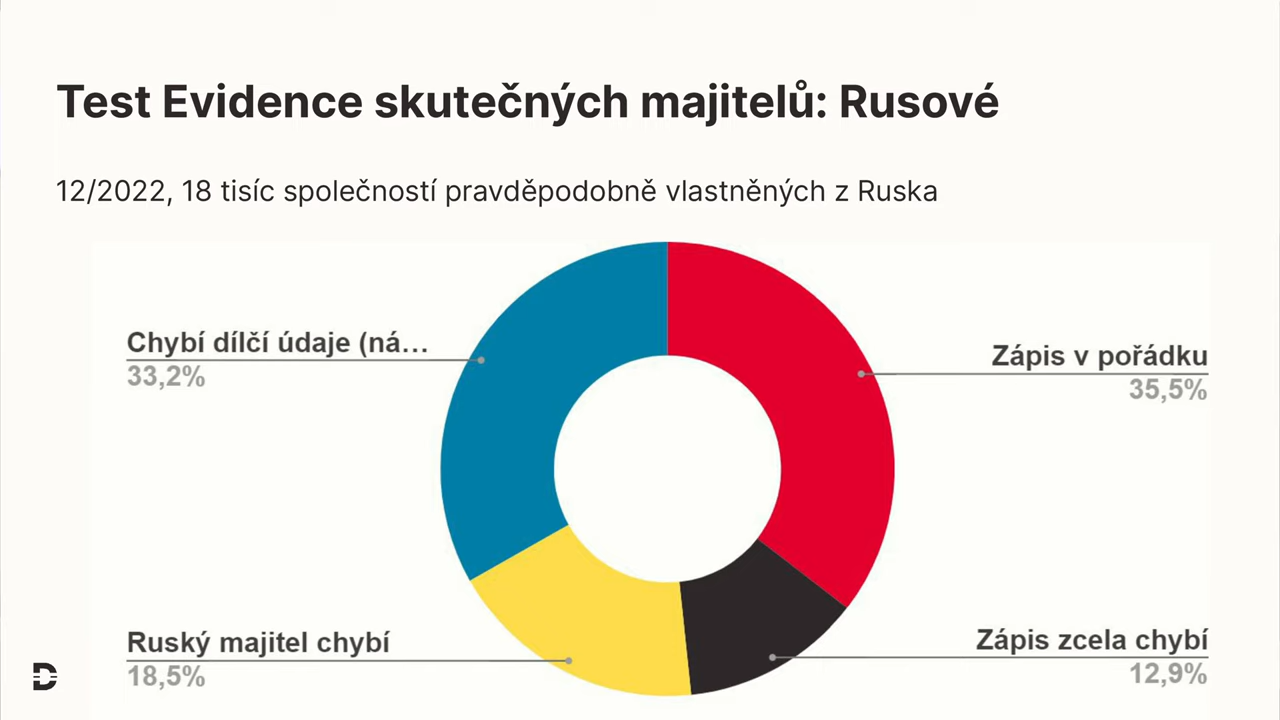 Test Evidence skutečných majitelů: Rusové
12/2022, 18 tisíc společností pravděpodobně vlastněných z Ruska
Chybí dílčí údaje (ná...
33,2%
Zápis v pořádku
35,5%
Ruský majitel chybí
18,5%
Zápis zcela chybí
12,9%
D